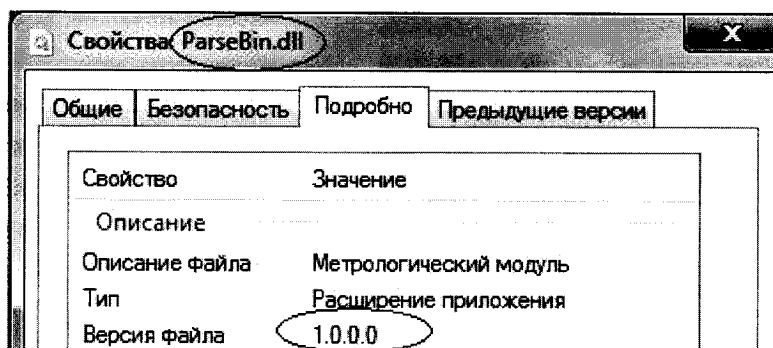 Свойства: ParseBin.dll
X
Общие Безопасность Подробно Предыдущие версии
Свойство Значение
Описание
Описание файла Метрологический модуль
Тип Расширение приложения
Версия файла 1.0.0.0